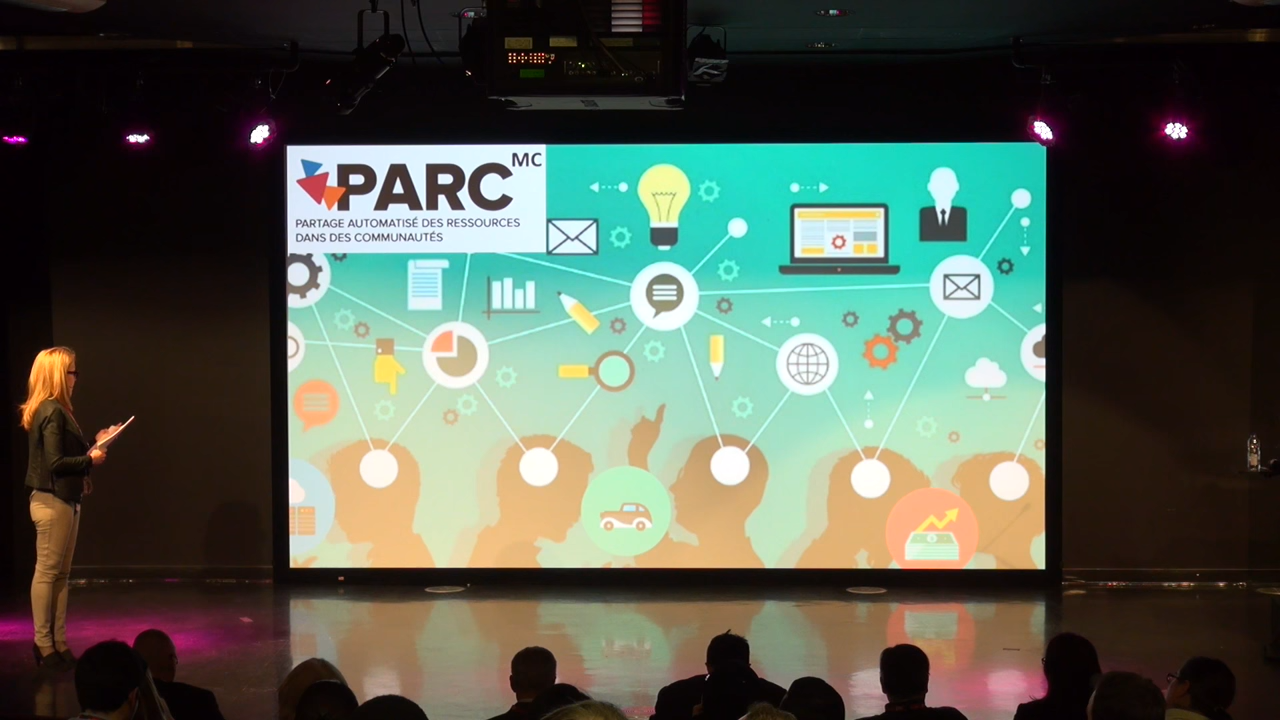 PARC MC
PARTAGE AUTOMATISÉ DES RESSOURCES
DANS DES COMMUNAUTÉS